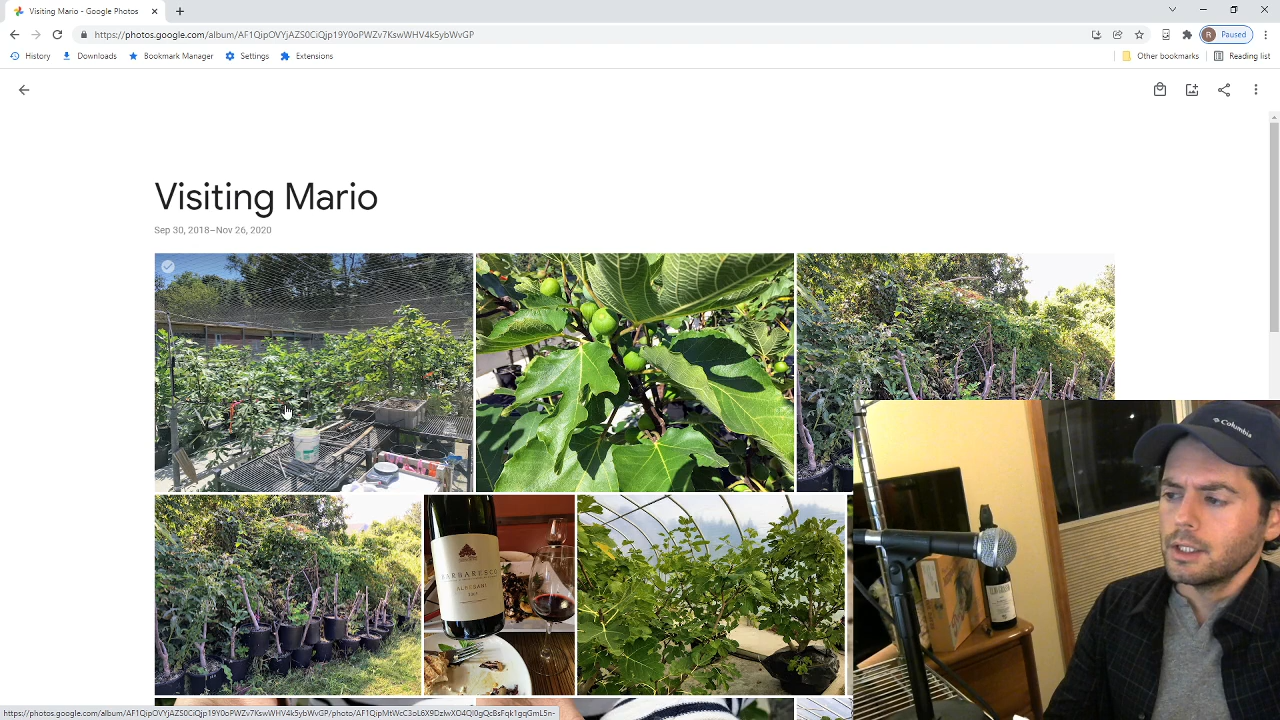 Visiting Mario - Google Photos
https://photos.google.com/album/AF1QipOVYjAZS0CiQjp19Y0oPWZv7KswWHV4k5ybWvGP
R Paused
History Downloads Bookmark Manager Settings Extensions Other bookmarks Reading list
Visiting Mario
Sep 30, 2018–Nov 26, 2020
BARBARESCO
Columbia